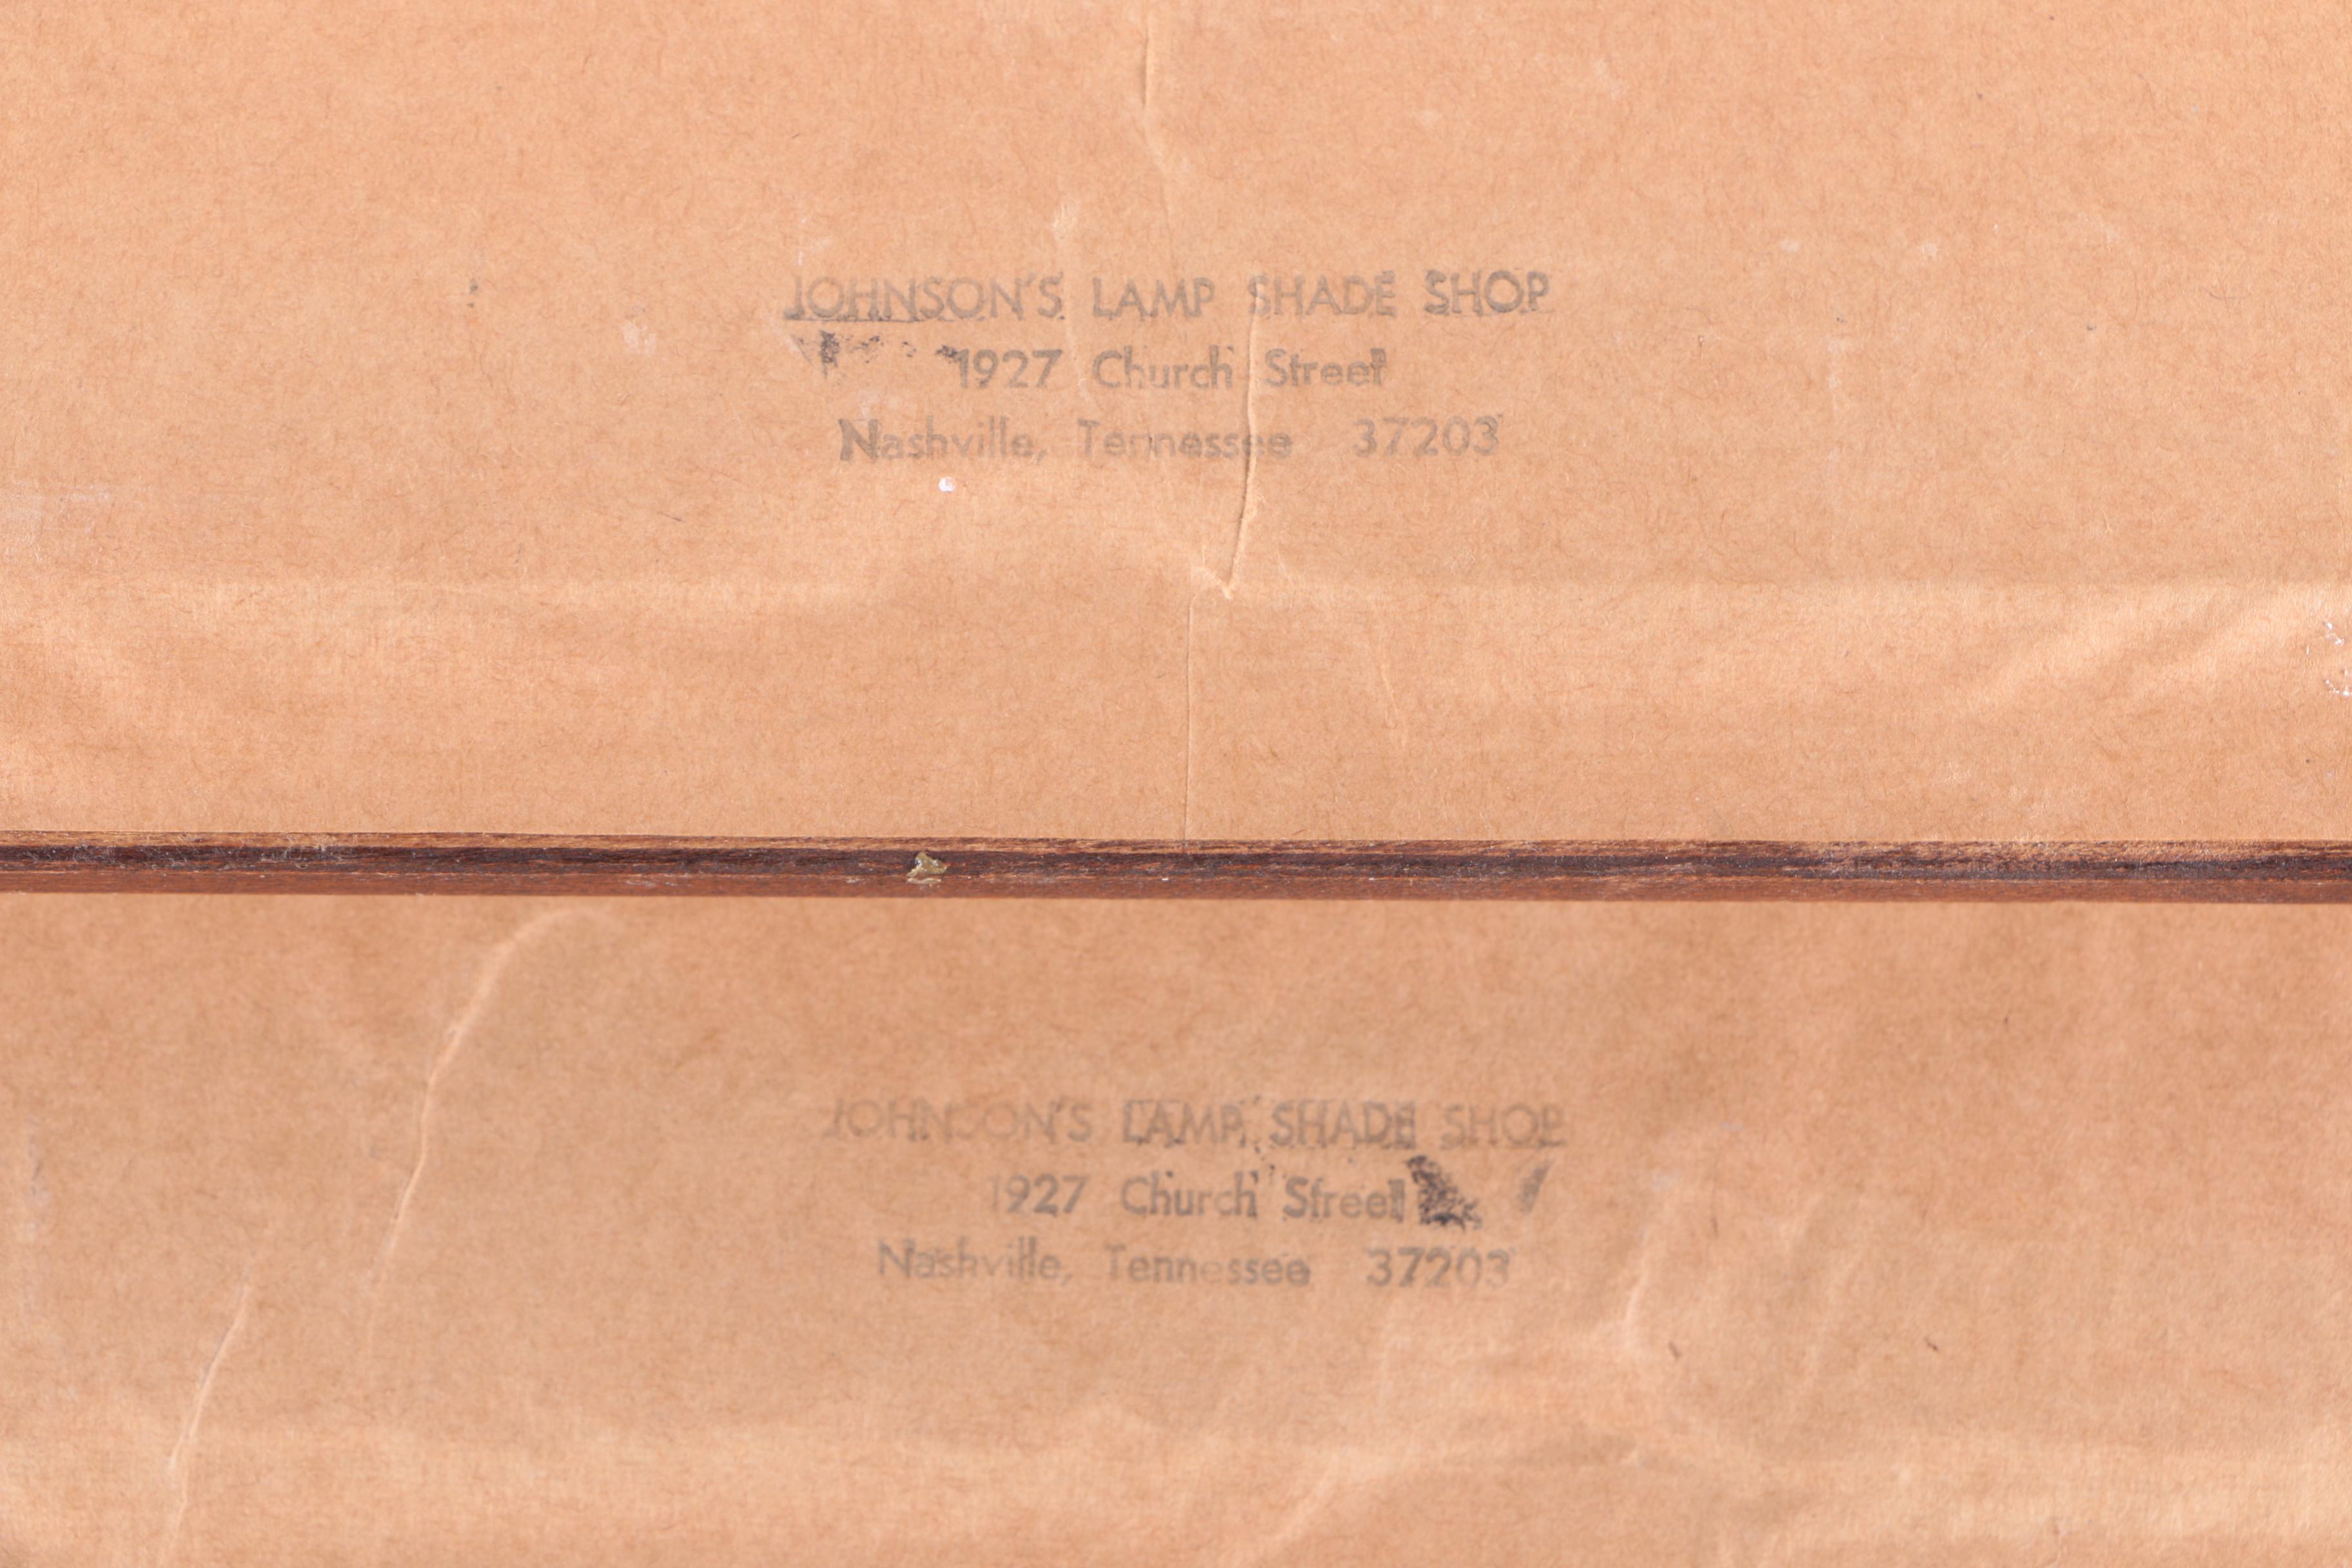 JOHNSON'S LAMP SHADE SHOP
1927 Church Street
Nashville, Tennessee 37203
JOHNSON'S LAMP SHADE SHOP
1927 Church Street
Nashville, Tennessee 37203